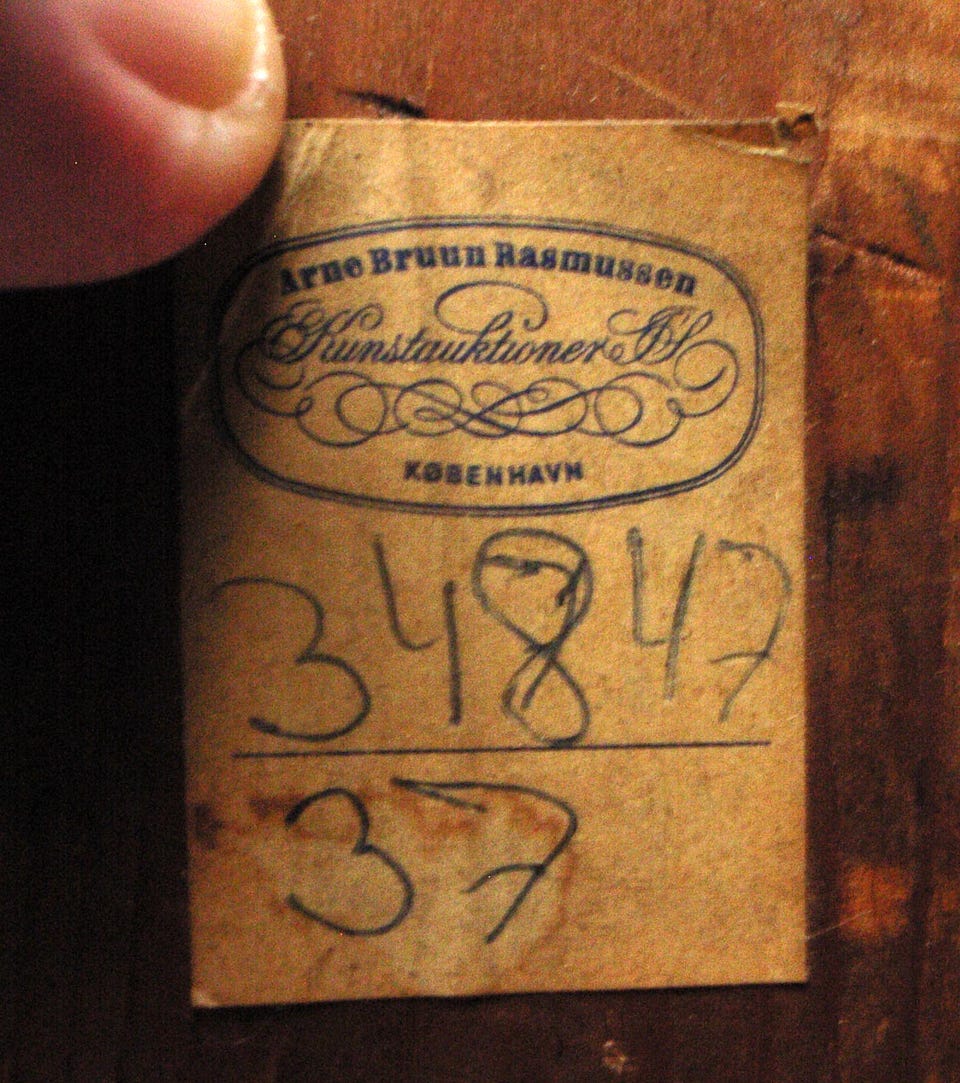 Arne Bruun Rasmussen
Kunstauktioner A/S
KØBENHAVN
34847
37